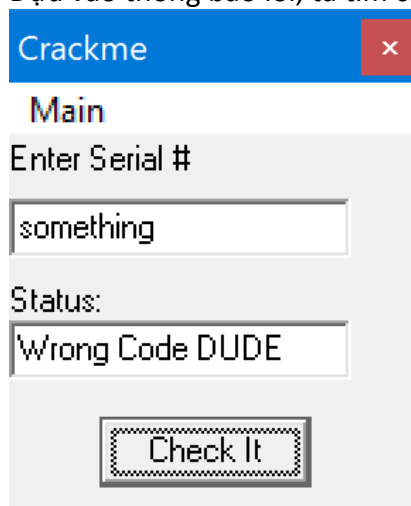 Crackme
×
Main
Enter Serial #
something
Status:
Wrong Code DUDE
Check It